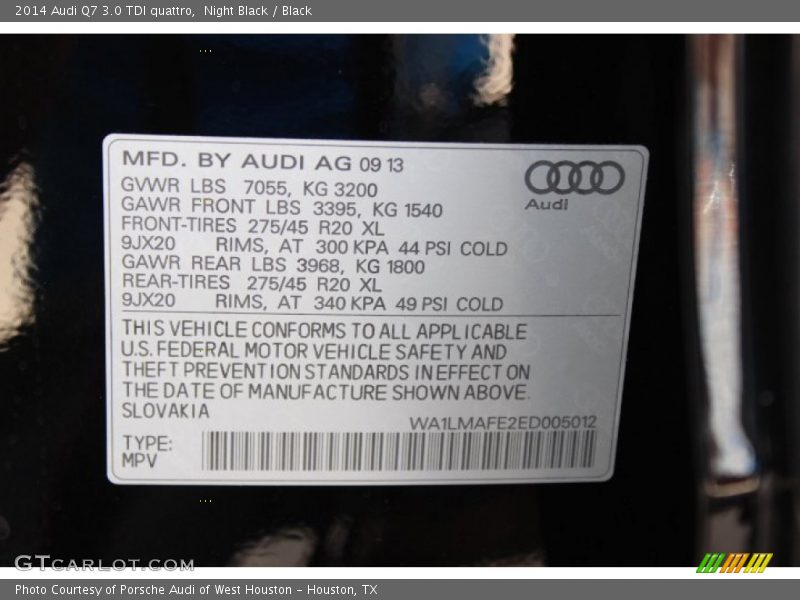 2014 Audi Q7 3.0 TDI quattro,  Night Black / Black
MFD. BY AUDI AG 09 13
GVWR LBS 7055, KG 3200
GAWR FRONT LBS 3395, KG 1540
FRONT-TIRES 275/45 R20 XL
9JX20 RIMS, AT 300 KPA 44 PSI COLD
GAWR REAR LBS 3968, KG 1800
REAR-TIRES 275/45 R20 XL
9JX20 RIMS, AT 340 KPA 49 PSI COLD
Audi
THIS VEHICLE CONFORMS TO ALL APPLICABLE
U.S. FEDERAL MOTOR VEHICLE SAFETY AND
THEFT PREVENTION STANDARDS IN EFFECT ON
THE DATE OF MANUFACTURE SHOWN ABOVE.
SLOVAKIA
WA1LMAFE2ED005012
TYPE:
MPV
GTCARLOT.COM
Photo Courtesy of Porsche Audi of West Houston - Houston, TX